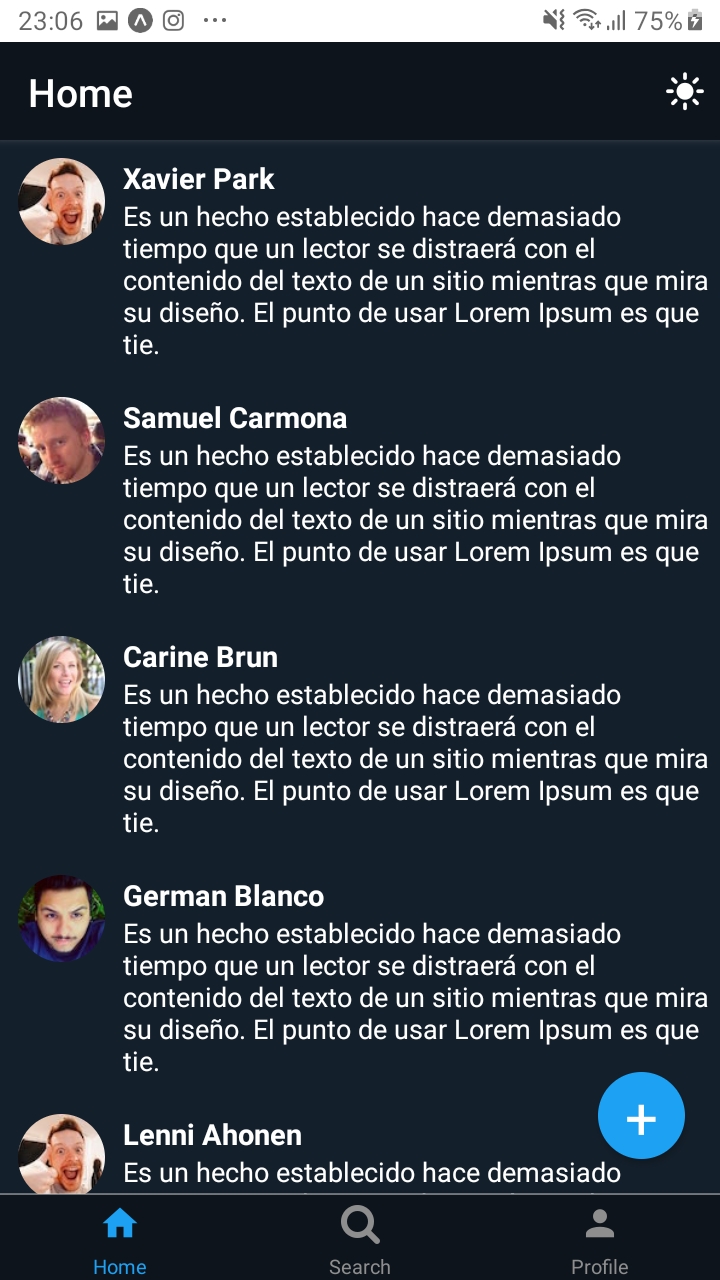 23:06
75%
Home
Xavier Park
Es un hecho establecido hace demasiado
tiempo que un lector se distraerá con el
contenido del texto de un sitio mientras que mira
su diseño. El punto de usar Lorem Ipsum es que
tie.
Samuel Carmona
Es un hecho establecido hace demasiado
tiempo que un lector se distraerá con el
contenido del texto de un sitio mientras que mira
su diseño. El punto de usar Lorem Ipsum es que
tie.
Carine Brun
Es un hecho establecido hace demasiado
tiempo que un lector se distraerá con el
contenido del texto de un sitio mientras que mira
su diseño. El punto de usar Lorem Ipsum es que
tie.
German Blanco
Es un hecho establecido hace demasiado
tiempo que un lector se distraerá con el
contenido del texto de un sitio mientras que mira
su diseño. El punto de usar Lorem Ipsum es que
tie.
Lenni Ahonen
Es un hecho establecido hace demasiado
Home
Search
Profile